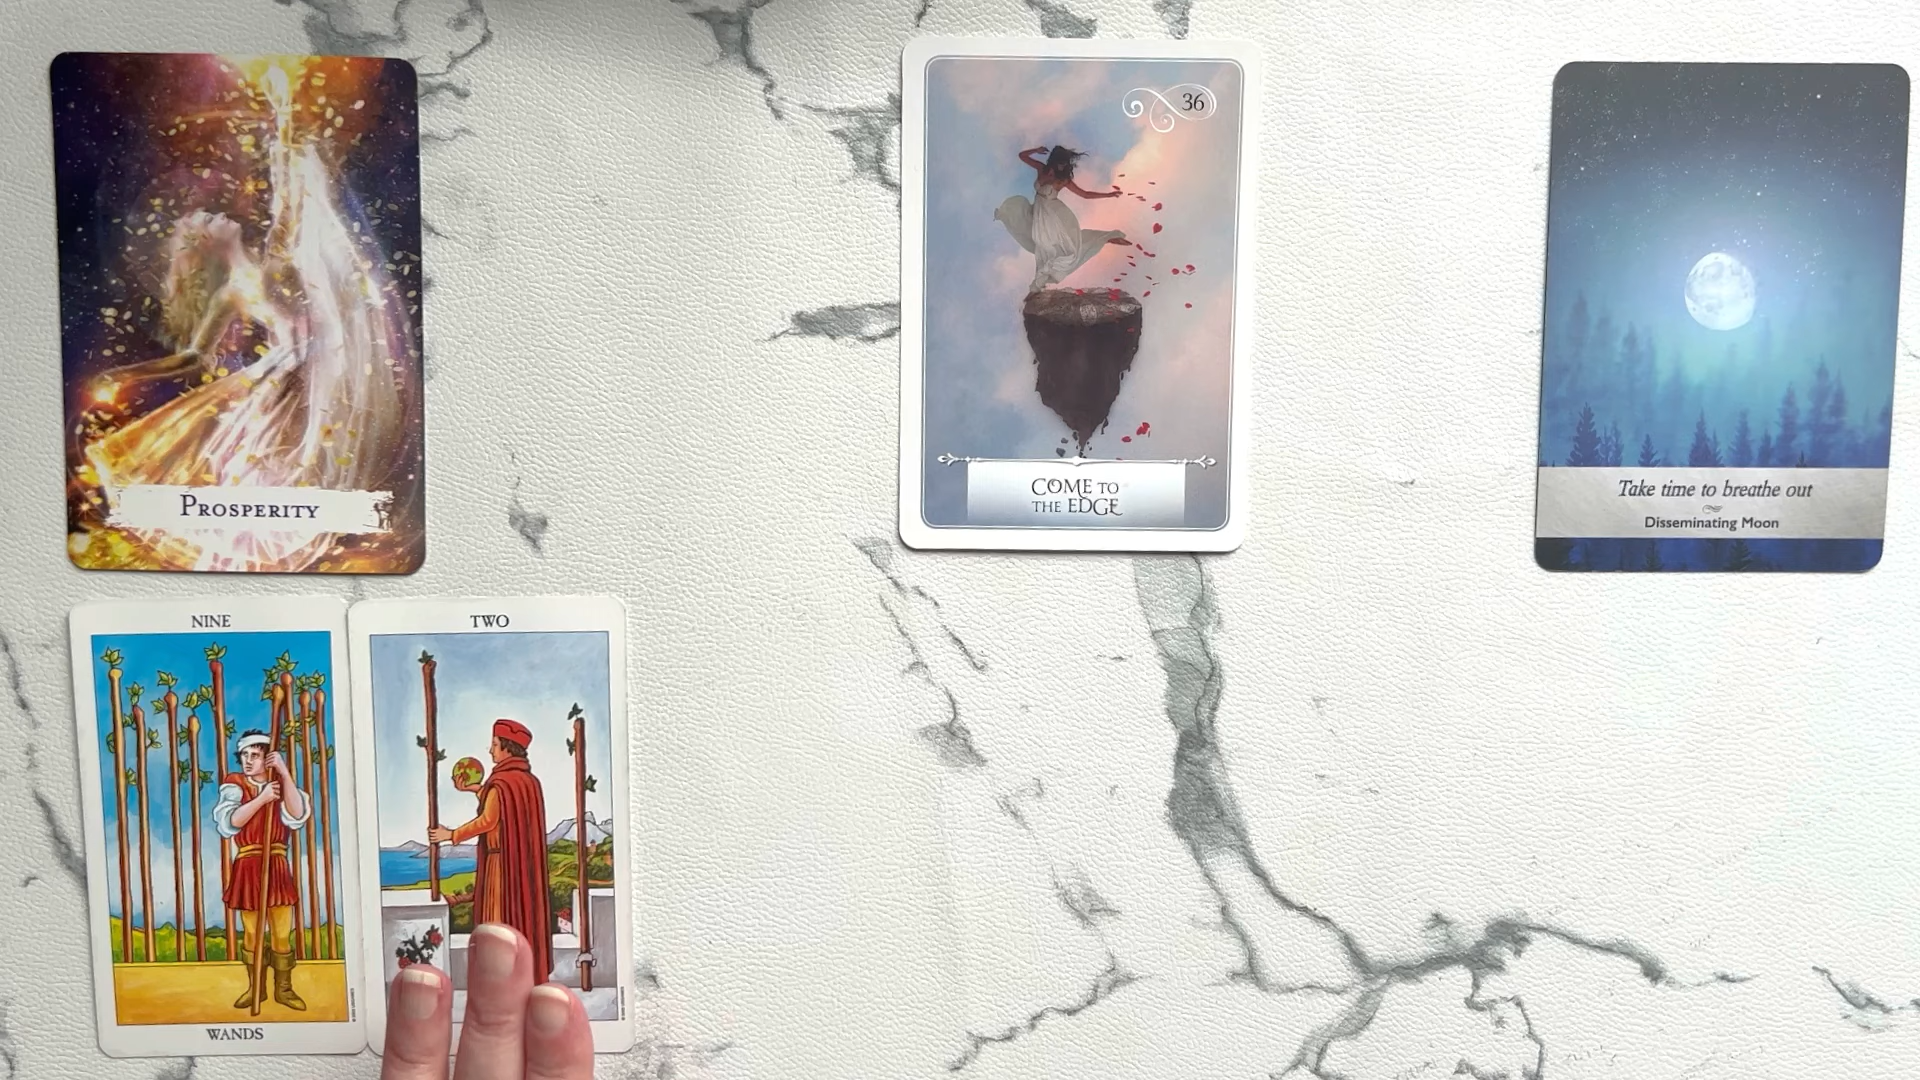 PROSPERITY
36
COME TO
THE EDGE
Take time to breathe out
Disseminating Moon
NINE
WANDS
TWO